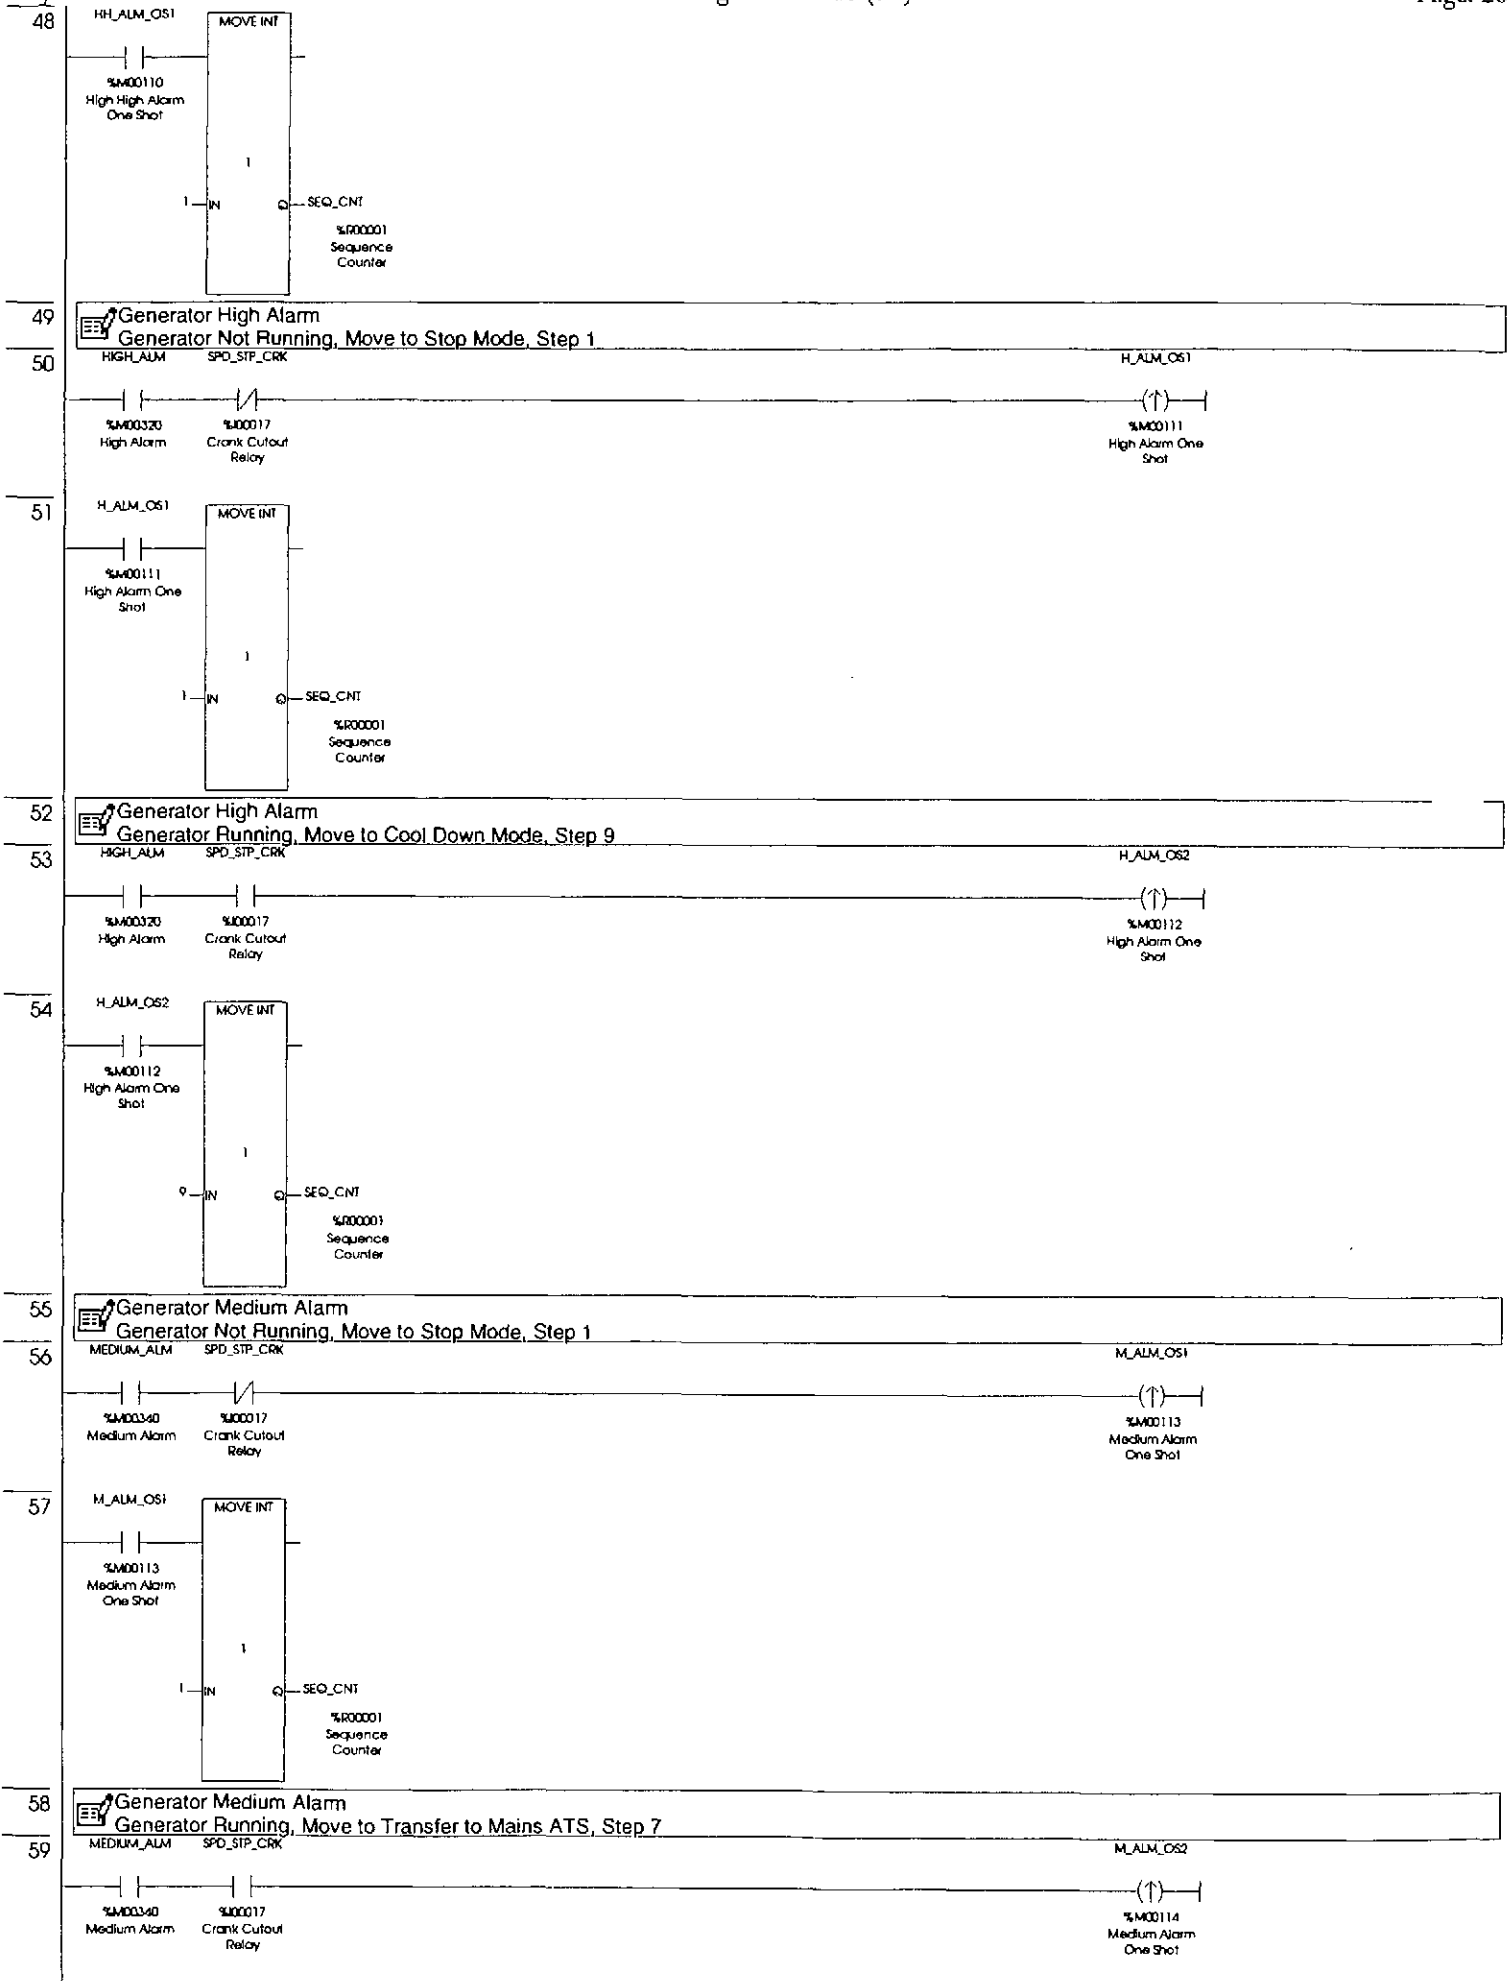 48
HH_ALM_OS1
MOVE INT
%M00110
High High Alarm
One Shot
1
1
IN
Q
SEQ_CNT
%R00001
Sequence
Counter
49
Generator High Alarm
Generator Not Running, Move to Stop Mode, Step 1
50
HIGH_ALM
SPD_STP_CRK
H_ALM_OS1
%M00320
High Alarm
%I00017
Crank Cutout
Relay
%M00111
High Alarm One
Shot
51
H_ALM_OS1
MOVE INT
%M00111
High Alarm One
Shot
1
1
IN
Q
SEQ_CNT
%R00001
Sequence
Counter
52
Generator High Alarm
Generator Running, Move to Cool Down Mode, Step 9
53
HIGH_ALM
SPD_STP_CRK
H_ALM_OS2
%M00320
High Alarm
%I00017
Crank Cutout
Relay
%M00112
High Alarm One
Shot
54
H_ALM_OS2
MOVE INT
%M00112
High Alarm One
Shot
1
9
IN
Q
SEQ_CNT
%R00001
Sequence
Counter
55
Generator Medium Alarm
Generator Not Running, Move to Stop Mode, Step 1
56
MEDIUM_ALM
SPD_STP_CRK
M_ALM_OS1
%M00340
Medium Alarm
%I00017
Crank Cutout
Relay
%M00113
Medium Alarm
One Shot
57
M_ALM_OS1
MOVE INT
%M00113
Medium Alarm
One Shot
1
1
IN
Q
SEQ_CNT
%R00001
Sequence
Counter
58
Generator Medium Alarm
Generator Running, Move to Transfer to Mains ATS, Step 7
59
MEDIUM_ALM
SPD_STP_CRK
M_ALM_OS2
%M00340
Medium Alarm
%I00017
Crank Cutout
Relay
%M00114
Medium Alarm
One Shot